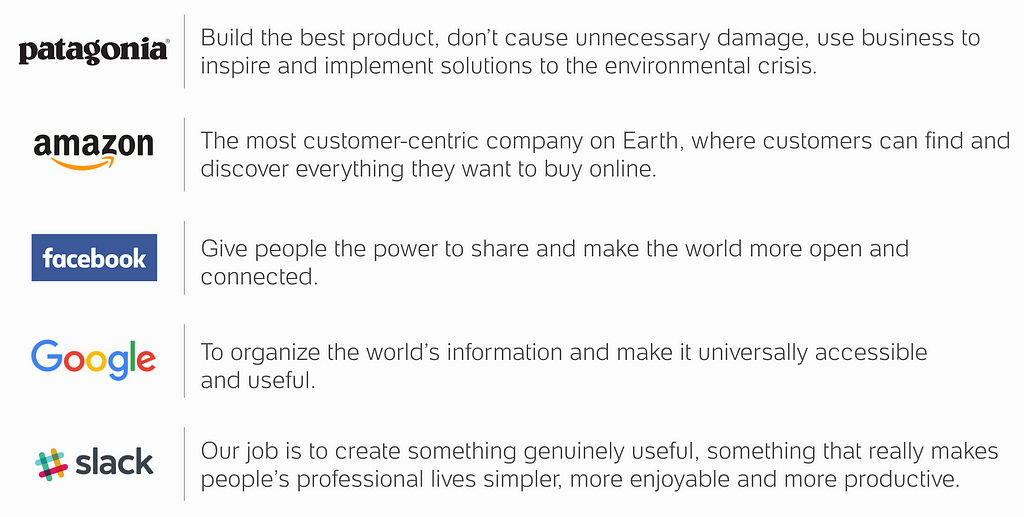 patagonia®
Build the best product, don’t cause unnecessary damage, use business to
inspire and implement solutions to the environmental crisis.
amazon
The most customer-centric company on Earth, where customers can find and
discover everything they want to buy online.
facebook
Give people the power to share and make the world more open and
connected.
Google
To organize the world’s information and make it universally accessible
and useful.
slack
Our job is to create something genuinely useful, something that really makes
people’s professional lives simpler, more enjoyable and more productive.